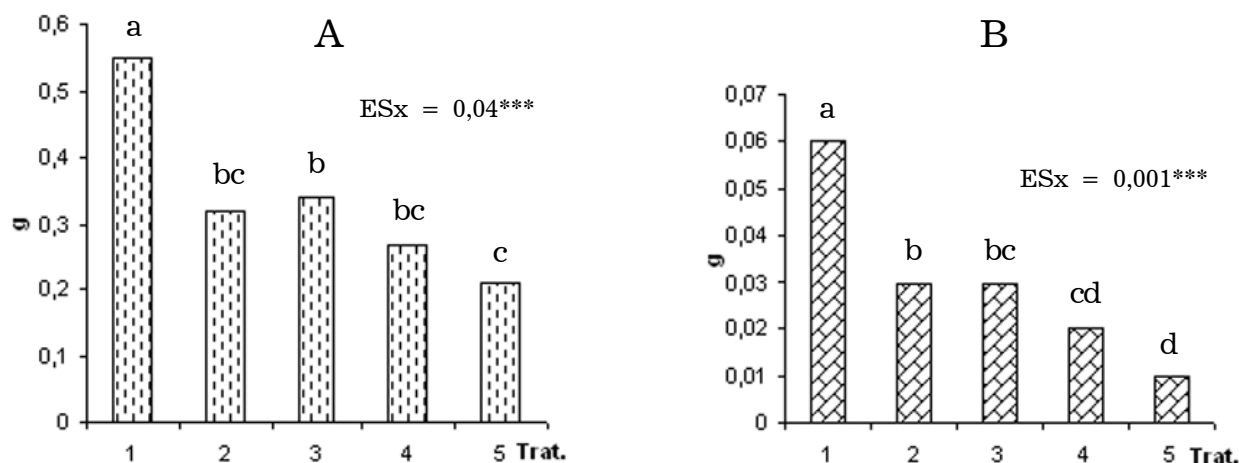 A
ESx = 0,04***
0,6
0,5
0,4
0,3
0,2
0,1
0
g
a
bc
b
bc
c
1 2 3 4 5 Trat.
B
ESx = 0,001***
0,07
0,06
0,05
0,04
0,03
0,02
0,01
0
g
a
b
bc
cd
d
1 2 3 4 5 Trat.